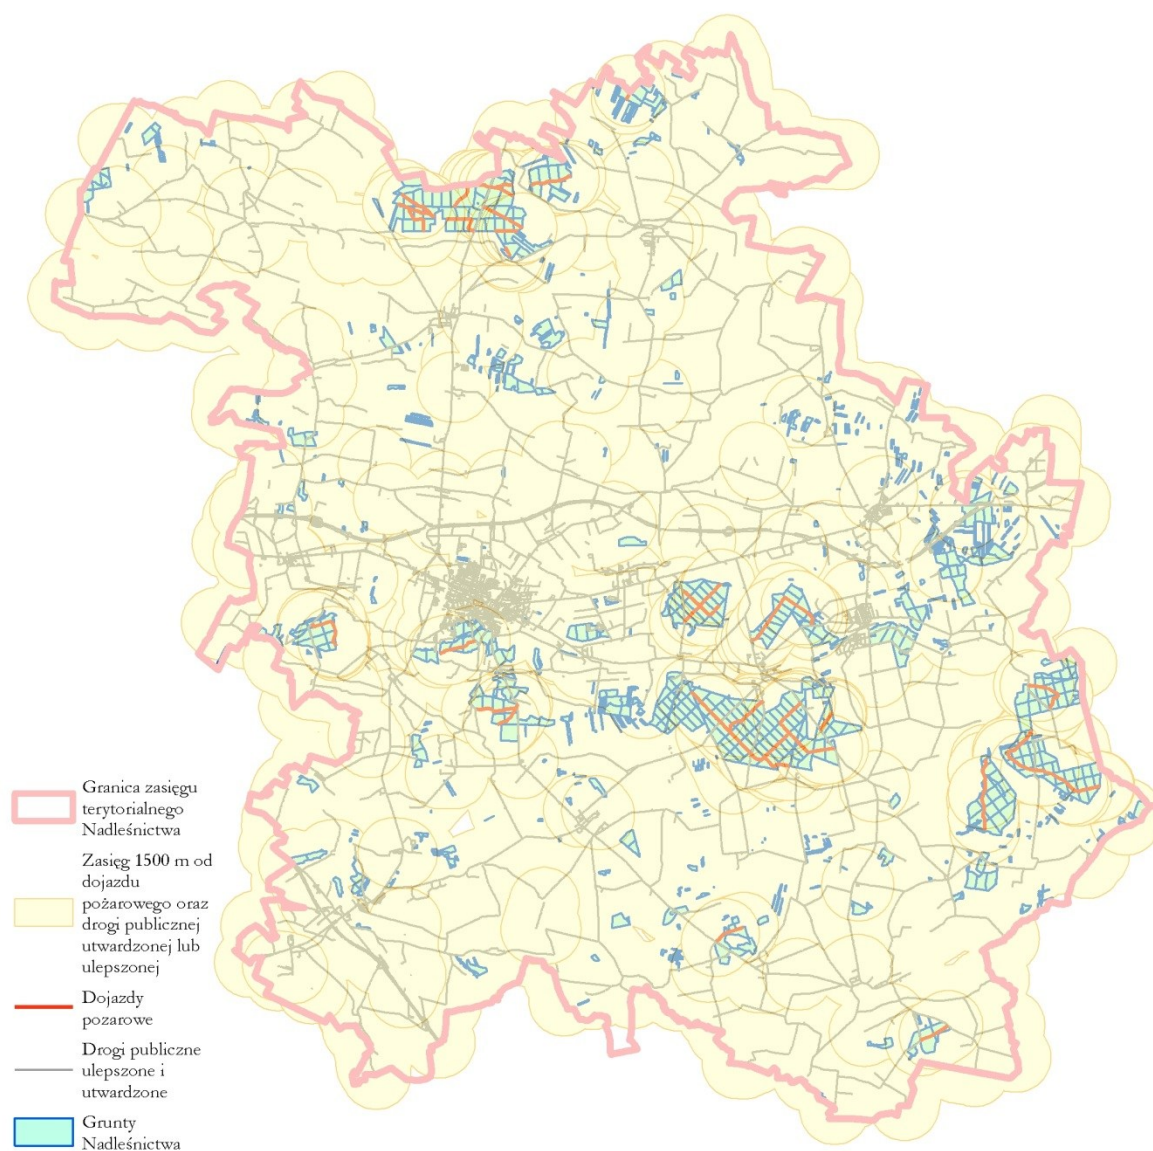 Granica zasięgu
terytorialnego
Nadleśnictwa
Zasięg 1500 m od
dojazdu
pożarowego oraz
drogi publicznej
utwardzonej lub
ulepszonej
Dojazdy
pozarowe
Drogi publiczne
ulepszone i
utwardzone
Grunty
Nadleśnictwa